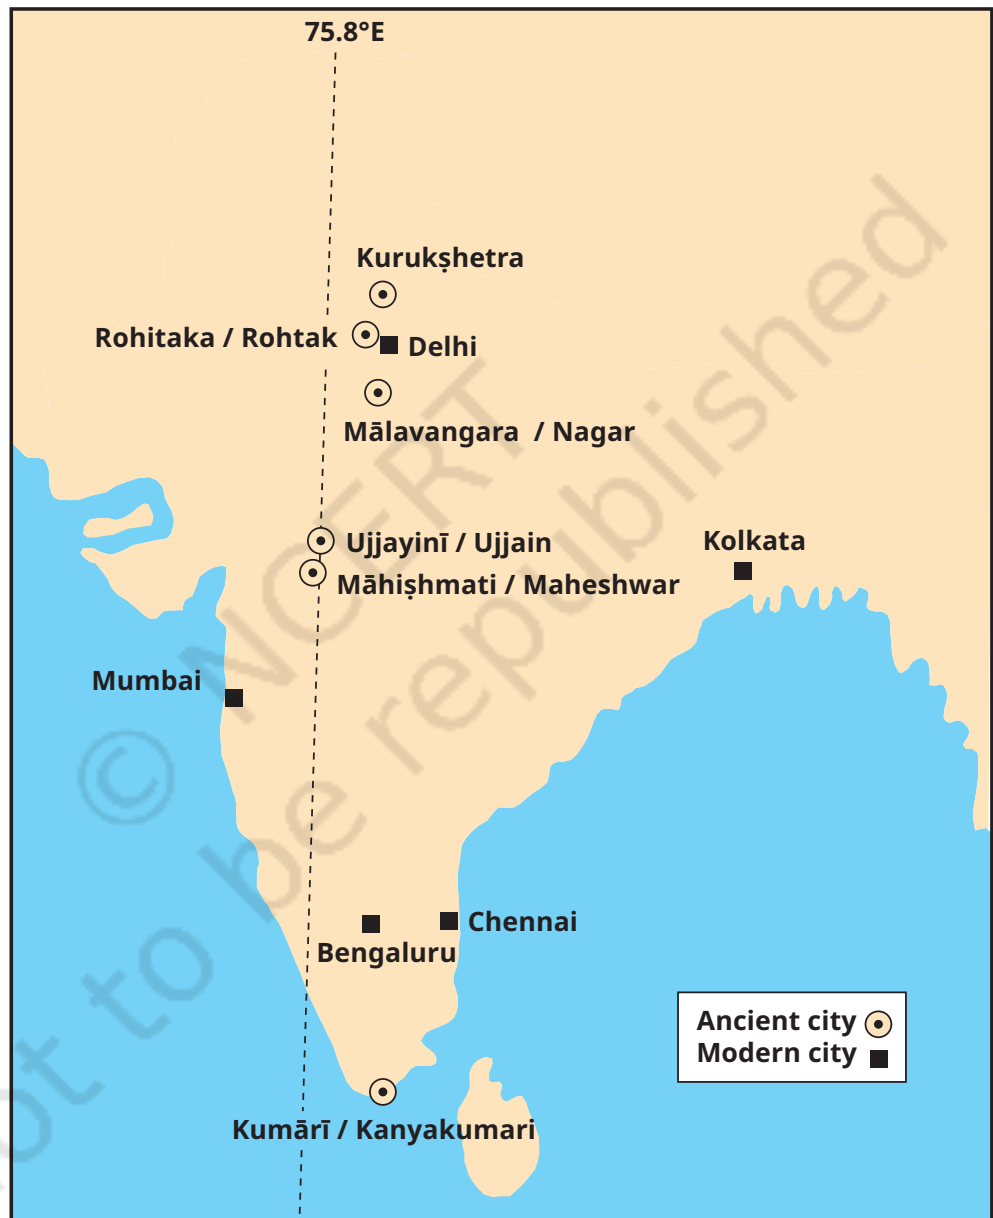 75.8°E
Kurukṣhetra
Rohitaka / Rohtak
Delhi
Mālavangara / Nagar
Ujjayinī / Ujjain
Kolkata
Māhiṣhmati / Maheshwar
Mumbai
Chennai
Bengaluru
Ancient city
Modern city
Kumārī / Kanyakumari
© NCERT
not to be republished